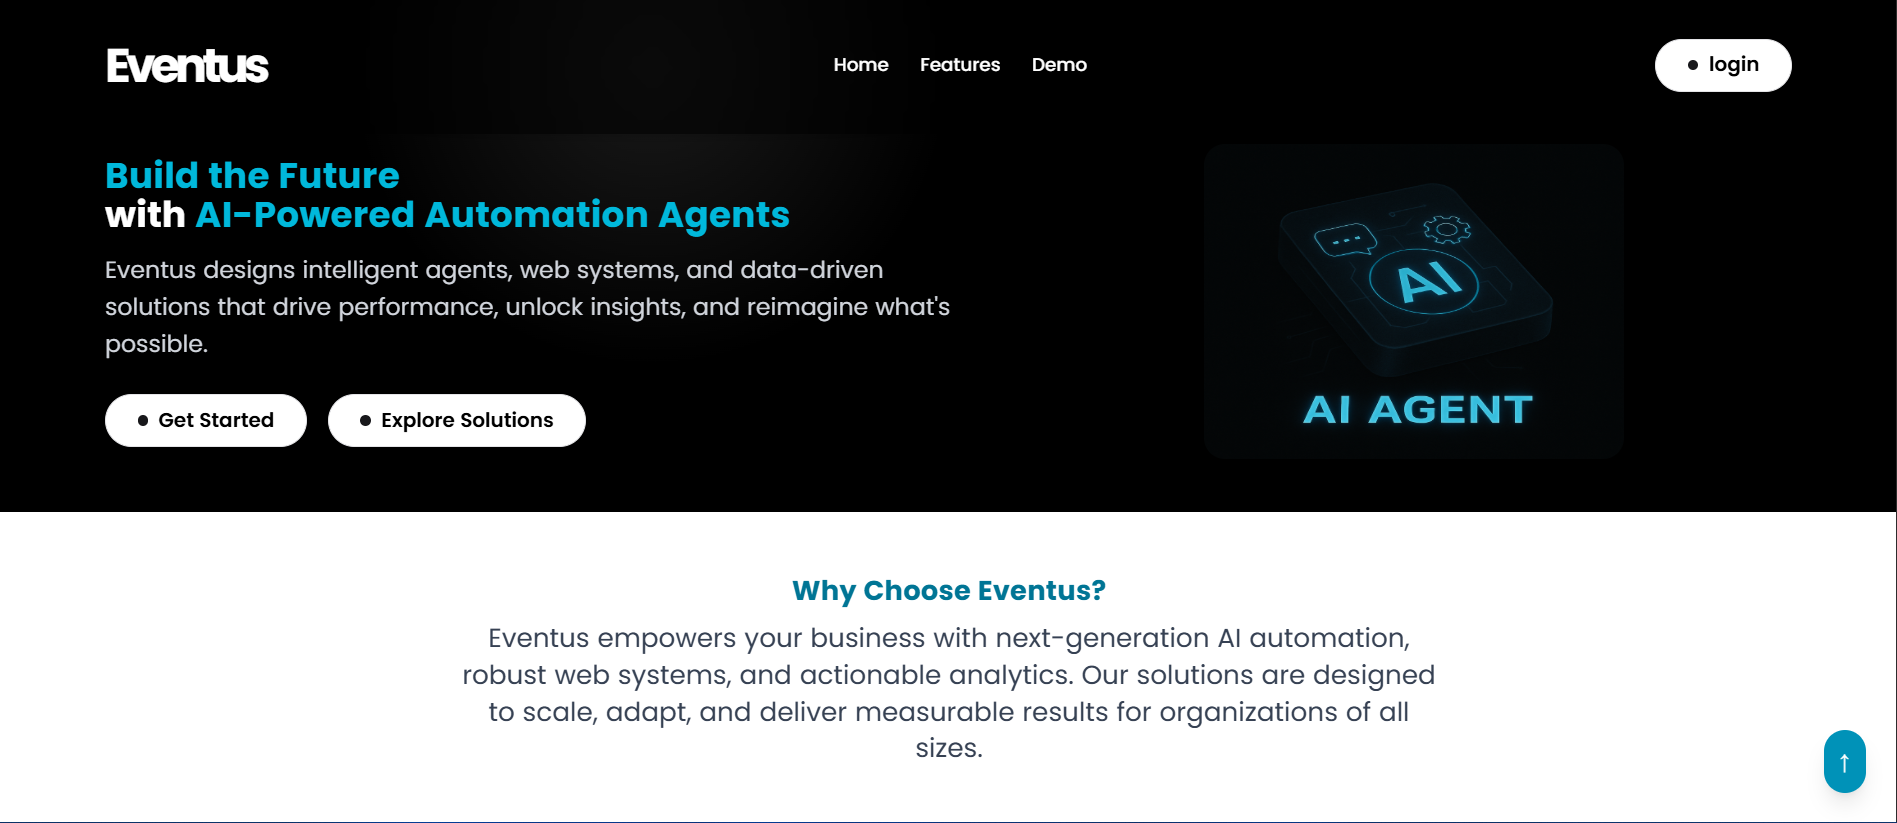 Eventus
Home Features Demo
login
Build the Future
with AI-Powered Automation Agents
Eventus designs intelligent agents, web systems, and data-driven
solutions that drive performance, unlock insights, and reimagine what's
possible.
Get Started
Explore Solutions
AI
AI AGENT
Why Choose Eventus?
Eventus empowers your business with next-generation AI automation,
robust web systems, and actionable analytics. Our solutions are designed
to scale, adapt, and deliver measurable results for organizations of all
sizes.
↑